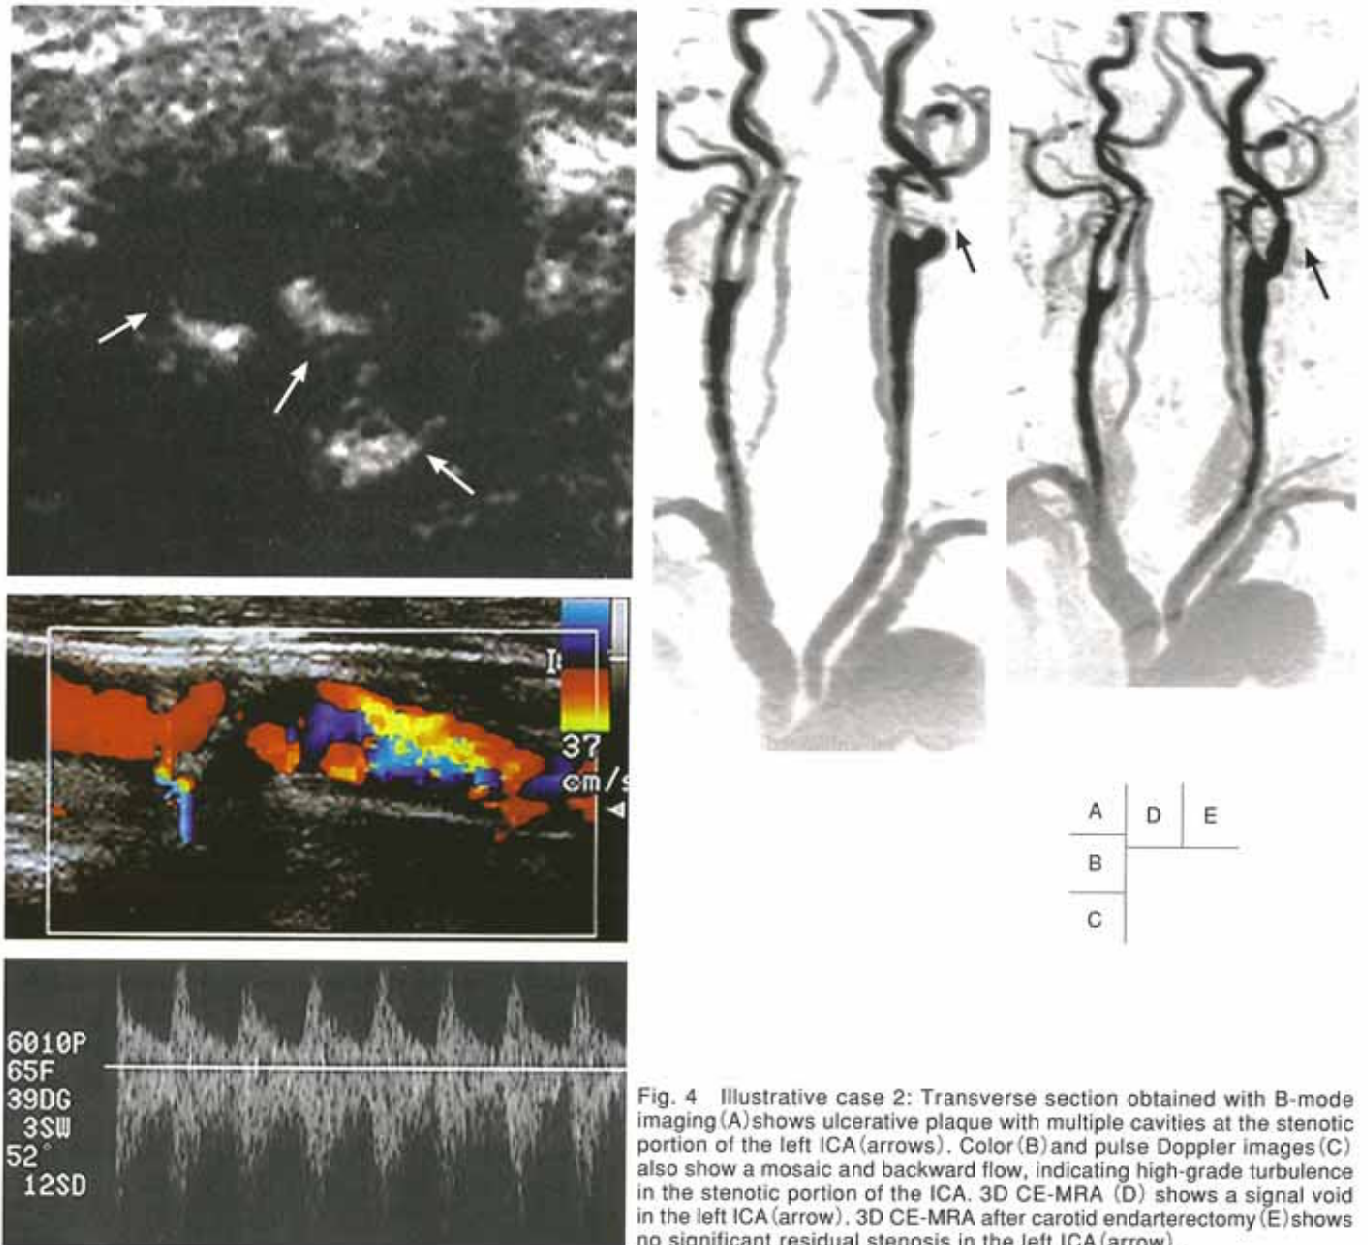 I
37
cm/s
6010P
65F
39DG
3SW
52°
12SD
A D E
B
C
Fig. 4 Illustrative case 2: Transverse section obtained with B-mode
imaging (A) shows ulcerative plaque with multiple cavities at the stenotic
portion of the left ICA (arrows). Color (B) and pulse Doppler images (C)
also show a mosaic and backward flow, indicating high-grade turbulence
in the stenotic portion of the ICA. 3D CE-MRA (D) shows a signal void
in the left ICA (arrow). 3D CE-MRA after carotid endarterectomy (E) shows
no significant residual stenosis in the left ICA (arrow).